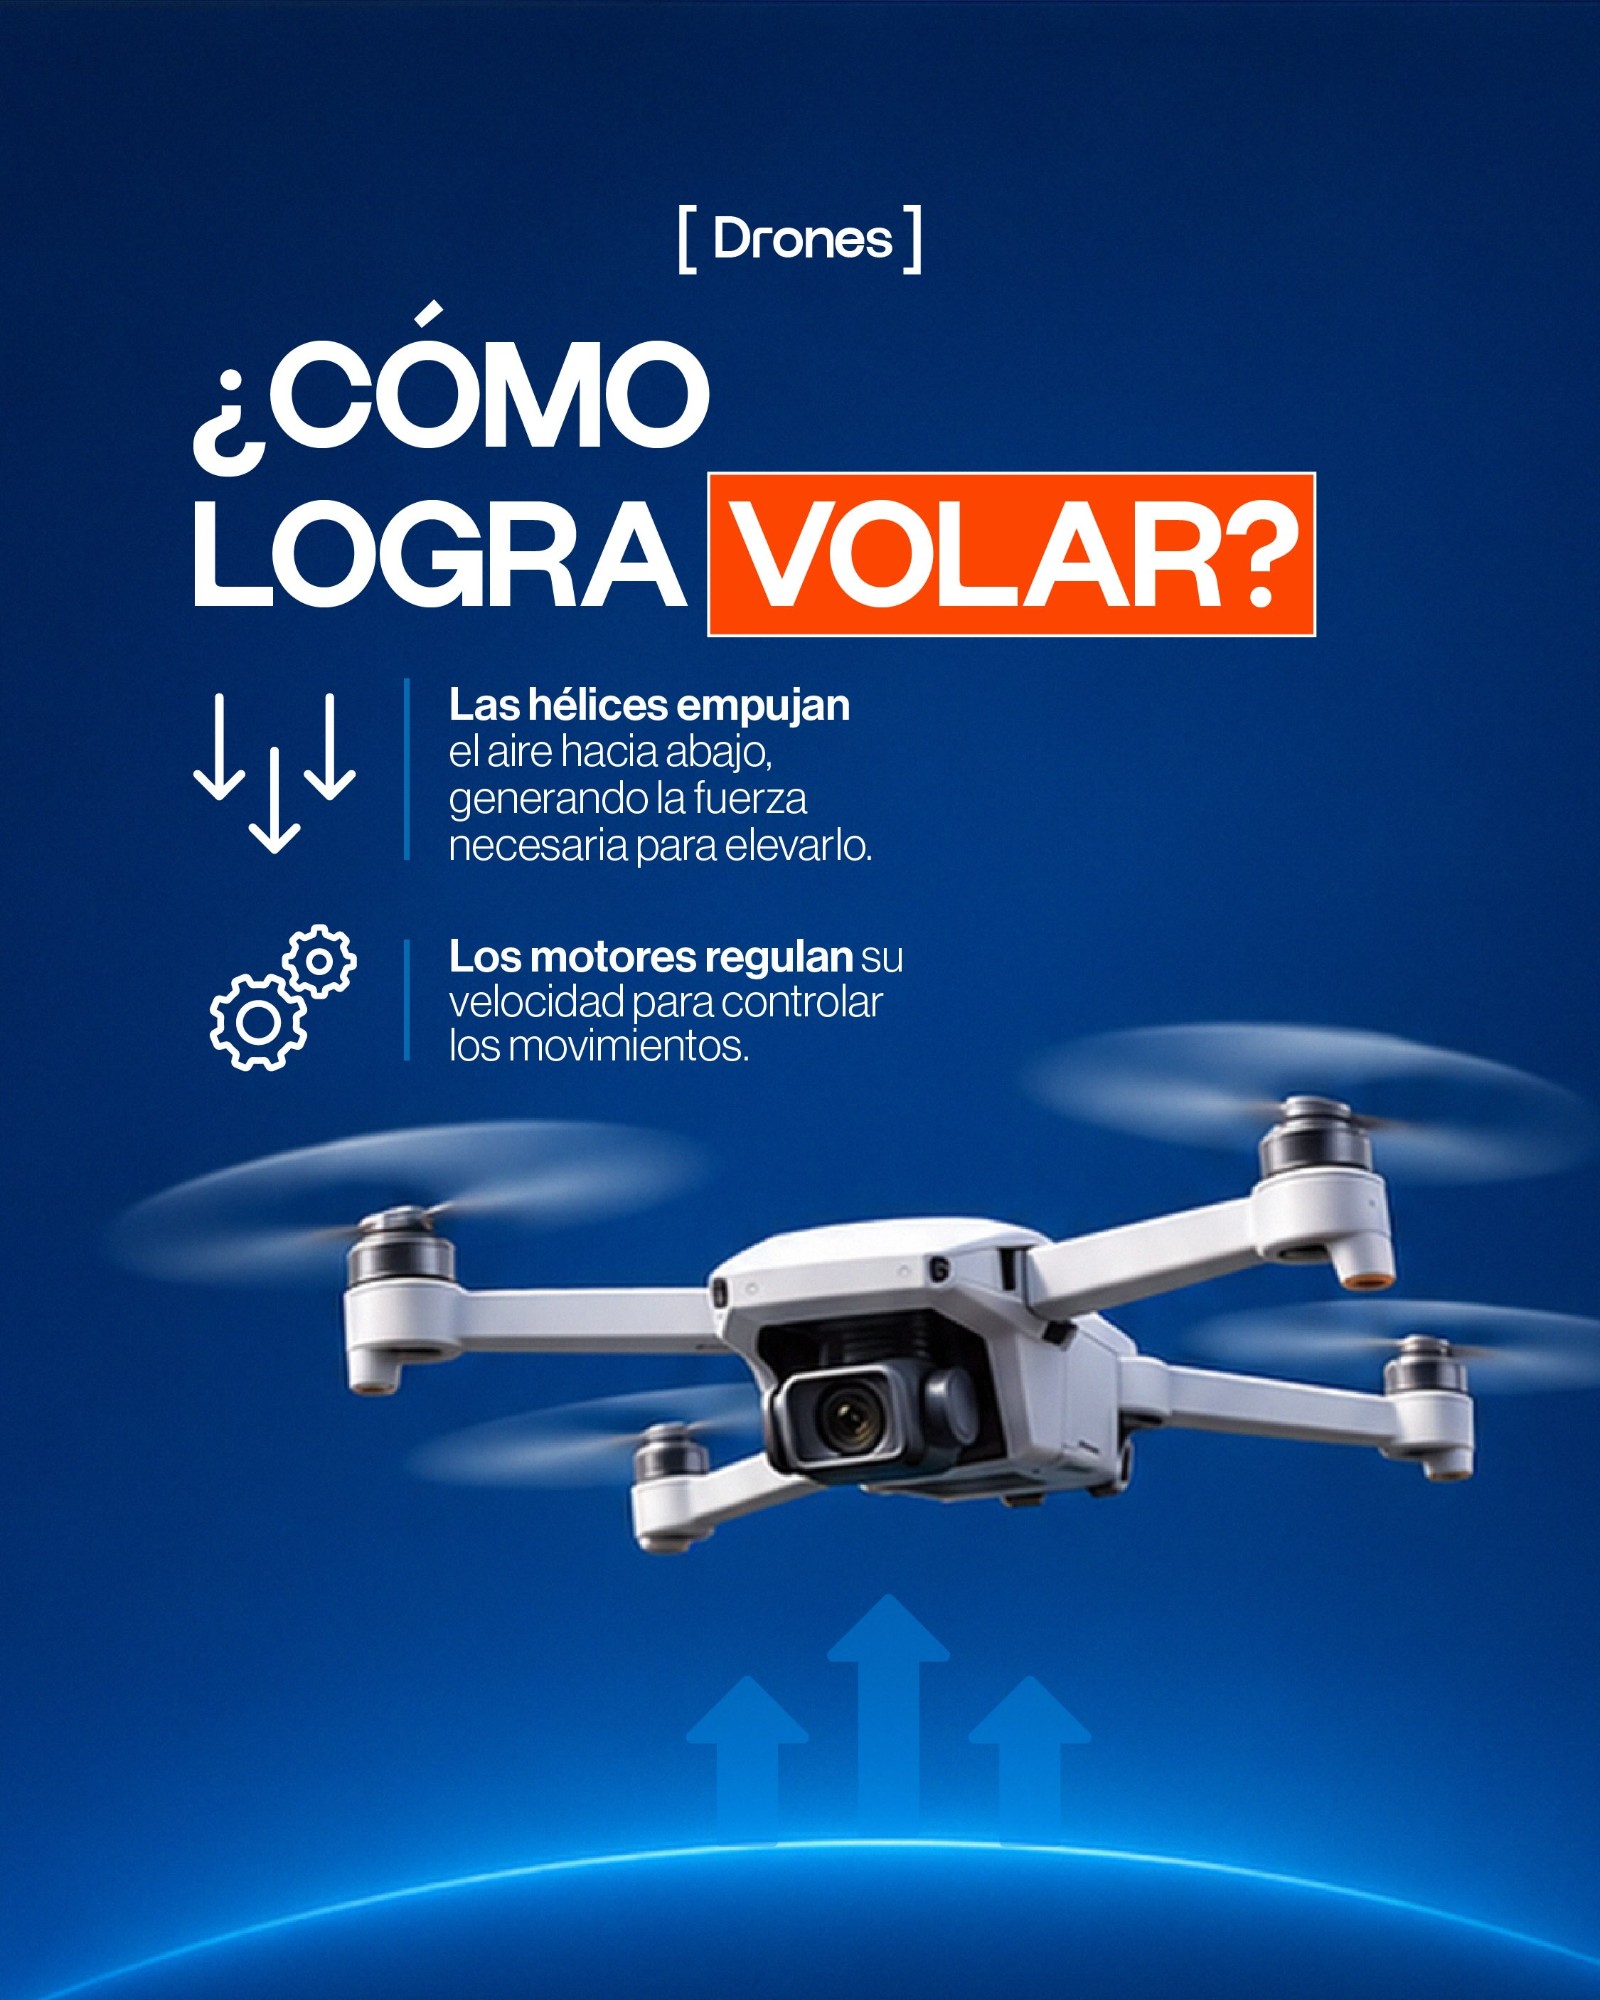 [ Drones ]
¿CÓMO
LOGRA VOLAR?
Las hélices empujan
el aire hacia abajo,
generando la fuerza
necesaria para elevarlo.
Los motores regulan su
velocidad para controlar
los movimientos.